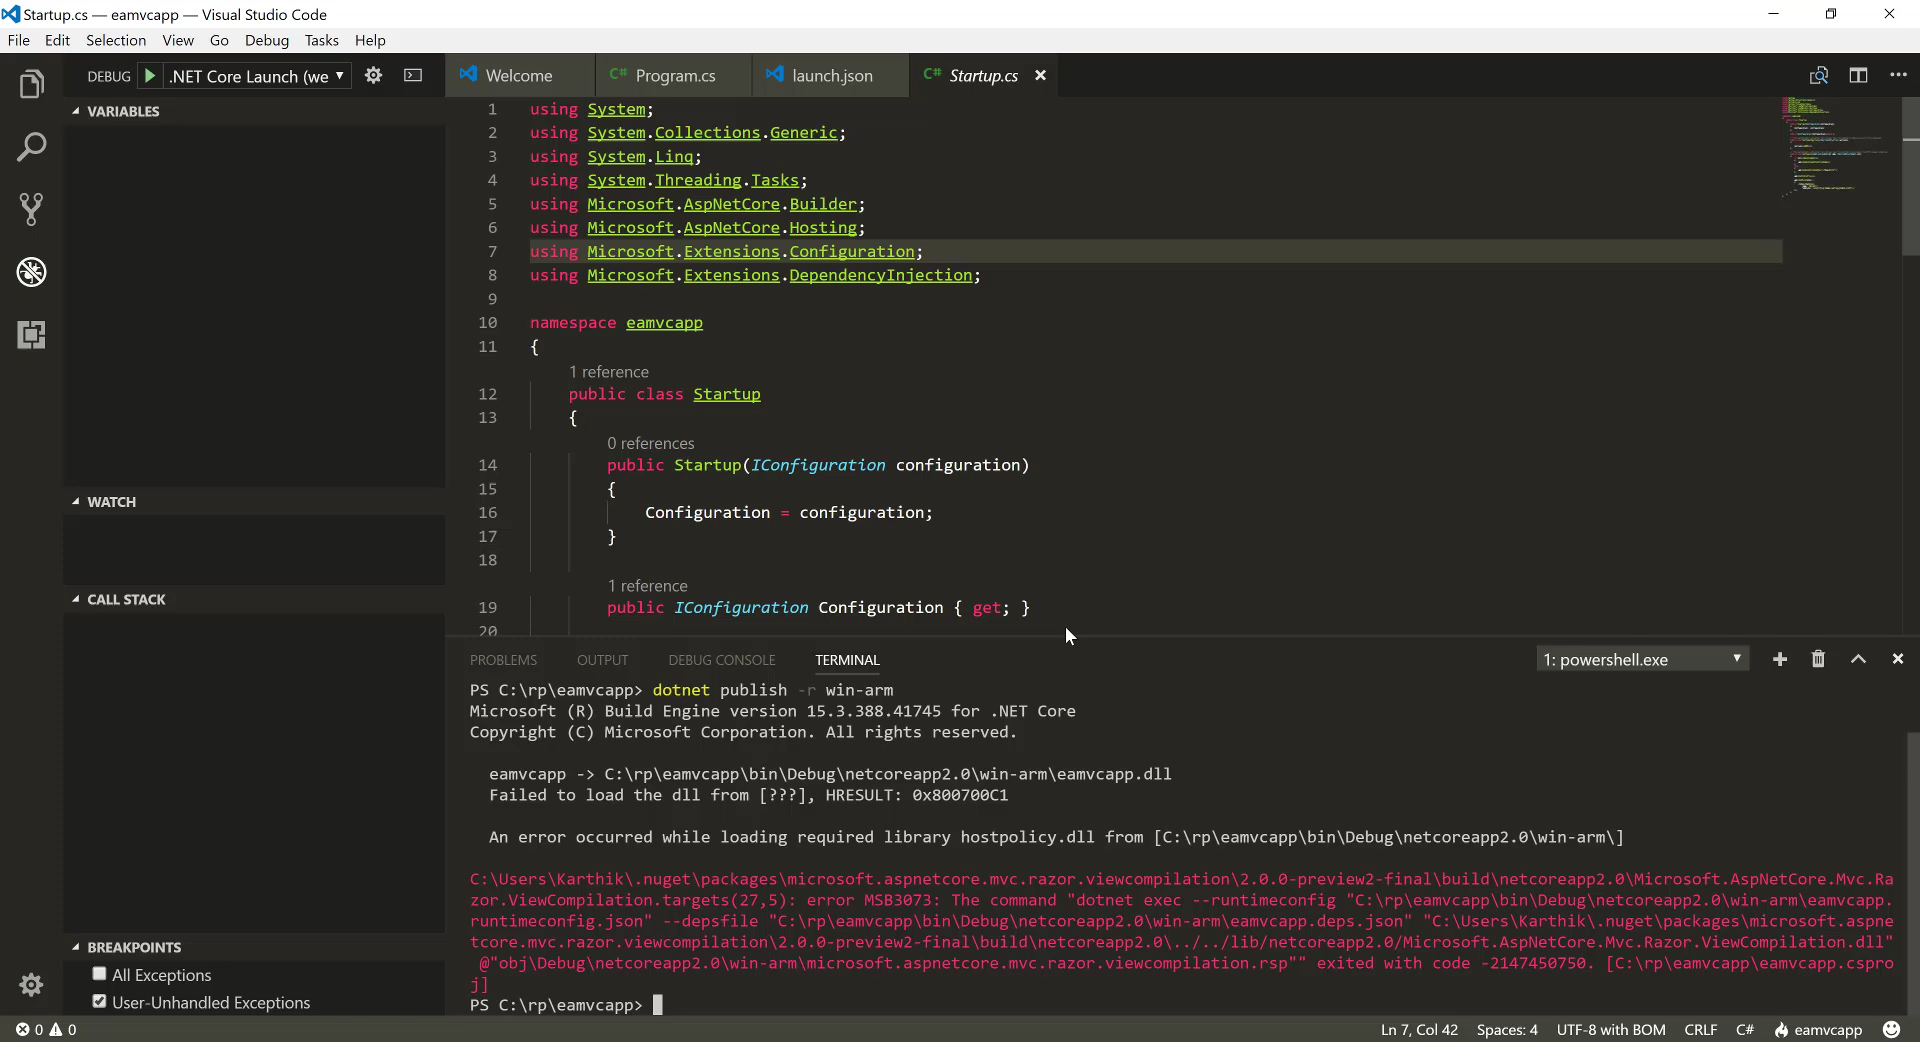 Startup.cs — eamvcapp — Visual Studio Code
File Edit Selection View Go Debug Tasks Help
DEBUG .NET Core Launch (we
Welcome Program.cs launch.json Startup.cs
VARIABLES
WATCH
CALL STACK
BREAKPOINTS
All Exceptions
User-Unhandled Exceptions
1 using System;
2 using System.Collections.Generic;
3 using System.Linq;
4 using System.Threading.Tasks;
5 using Microsoft.AspNetCore.Builder;
6 using Microsoft.AspNetCore.Hosting;
7 using Microsoft.Extensions.Configuration;
8 using Microsoft.Extensions.DependencyInjection;
9
10 namespace eamvcapp
11 {
1 reference
12 public class Startup
13 {
0 references
14 public Startup(IConfiguration configuration)
15 {
16 Configuration = configuration;
17 }
18
1 reference
19 public IConfiguration Configuration { get; }
20
PROBLEMS OUTPUT DEBUG CONSOLE TERMINAL 1: powershell.exe
PS C:\rp\eamvcapp> dotnet publish -r win-arm
Microsoft (R) Build Engine version 15.3.388.41745 for .NET Core
Copyright (C) Microsoft Corporation. All rights reserved.
eamvcapp -> C:\rp\eamvcapp\bin\Debug\netcoreapp2.0\win-arm\eamvcapp.dll
Failed to load the dll from [???], HRESULT: 0x800700C1
An error occurred while loading required library hostpolicy.dll from [C:\rp\eamvcapp\bin\Debug\netcoreapp2.0\win-arm\]
C:\Users\Karthik\.nuget\packages\microsoft.aspnetcore.mvc.razor.viewcompilation\2.0.0-preview2-final\build\netcoreapp2.0\Microsoft.AspNetCore.Mvc.Ra
zor.ViewCompilation.targets(27,5): error MSB3073: The command "dotnet exec --runtimeconfig "C:\rp\eamvcapp\bin\Debug\netcoreapp2.0\win-arm\eamvcapp.
runtimeconfig.json" --depsfile "C:\rp\eamvcapp\bin\Debug\netcoreapp2.0\win-arm\eamvcapp.deps.json" "C:\Users\Karthik\.nuget\packages\microsoft.aspne
tcore.mvc.razor.viewcompilation\2.0.0-preview2-final\build\netcoreapp2.0\../../lib/netcoreapp2.0/Microsoft.AspNetCore.Mvc.Razor.ViewCompilation.dll"
@"obj\Debug\netcoreapp2.0\win-arm\microsoft.aspnetcore.mvc.razor.viewcompilation.rsp"" exited with code -2147450750. [C:\rp\eamvcapp\eamvcapp.cspro
j]
PS C:\rp\eamvcapp>
0 0 Ln 7, Col 42 Spaces: 4 UTF-8 with BOM CRLF C# eamvcapp